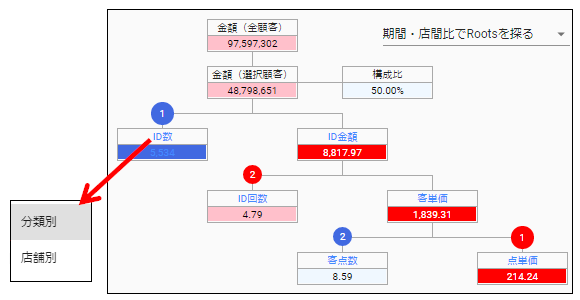 金額（全顧客）
97,597,302
期間・店間比でRootsを探る
金額（選択顧客）
48,798,651
構成比
50.00%
1
ID数
5,534
ID金額
8,817.97
2
ID回数
4.79
客単価
1,839.31
2
客点数
8.59
1
点単価
214.24
分類別
店舗別